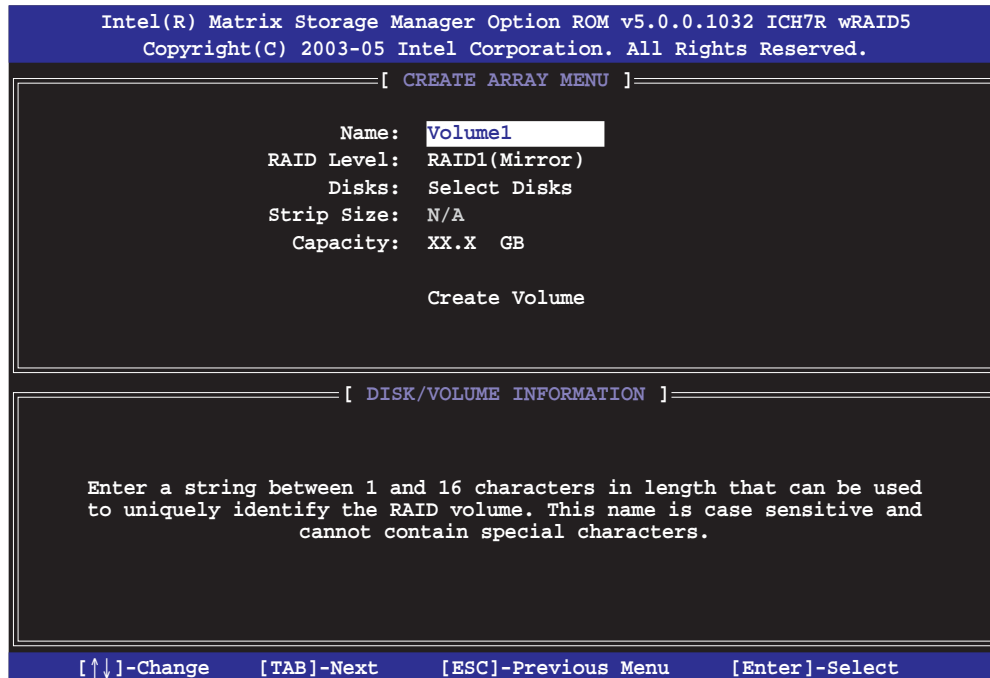 Intel(R) Matrix Storage Manager Option ROM v5.0.0.1032 ICH7R wRAID5
Copyright(C) 2003-05 Intel Corporation. All Rights Reserved.
[ CREATE ARRAY MENU ]
Name: Volume1
RAID Level: RAID1(Mirror)
Disks: Select Disks
Strip Size: N/A
Capacity: XX.X GB
Create Volume
[ DISK/VOLUME INFORMATION ]
Enter a string between 1 and 16 characters in length that can be used
to uniquely identify the RAID volume. This name is case sensitive and
cannot contain special characters.
[↑↓]-Change [TAB]-Next [ESC]-Previous Menu [Enter]-Select